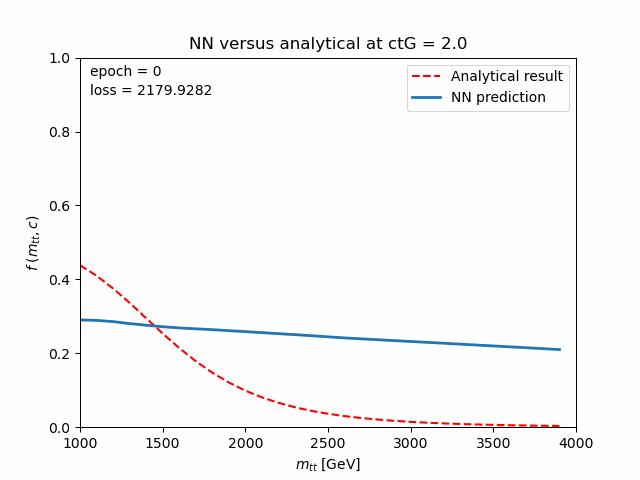 NN versus analytical at ctG = 2.0
epoch = 0
loss = 2179.9282
Analytical result
NN prediction
1.0
0.8
0.6
0.4
0.2
0.0
f (m_tt, c)
1000 1500 2000 2500 3000 3500 4000
m_tt [GeV]